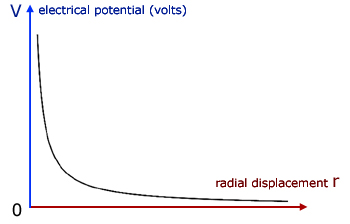 V electrical potential (volts)
radial displacement r
0